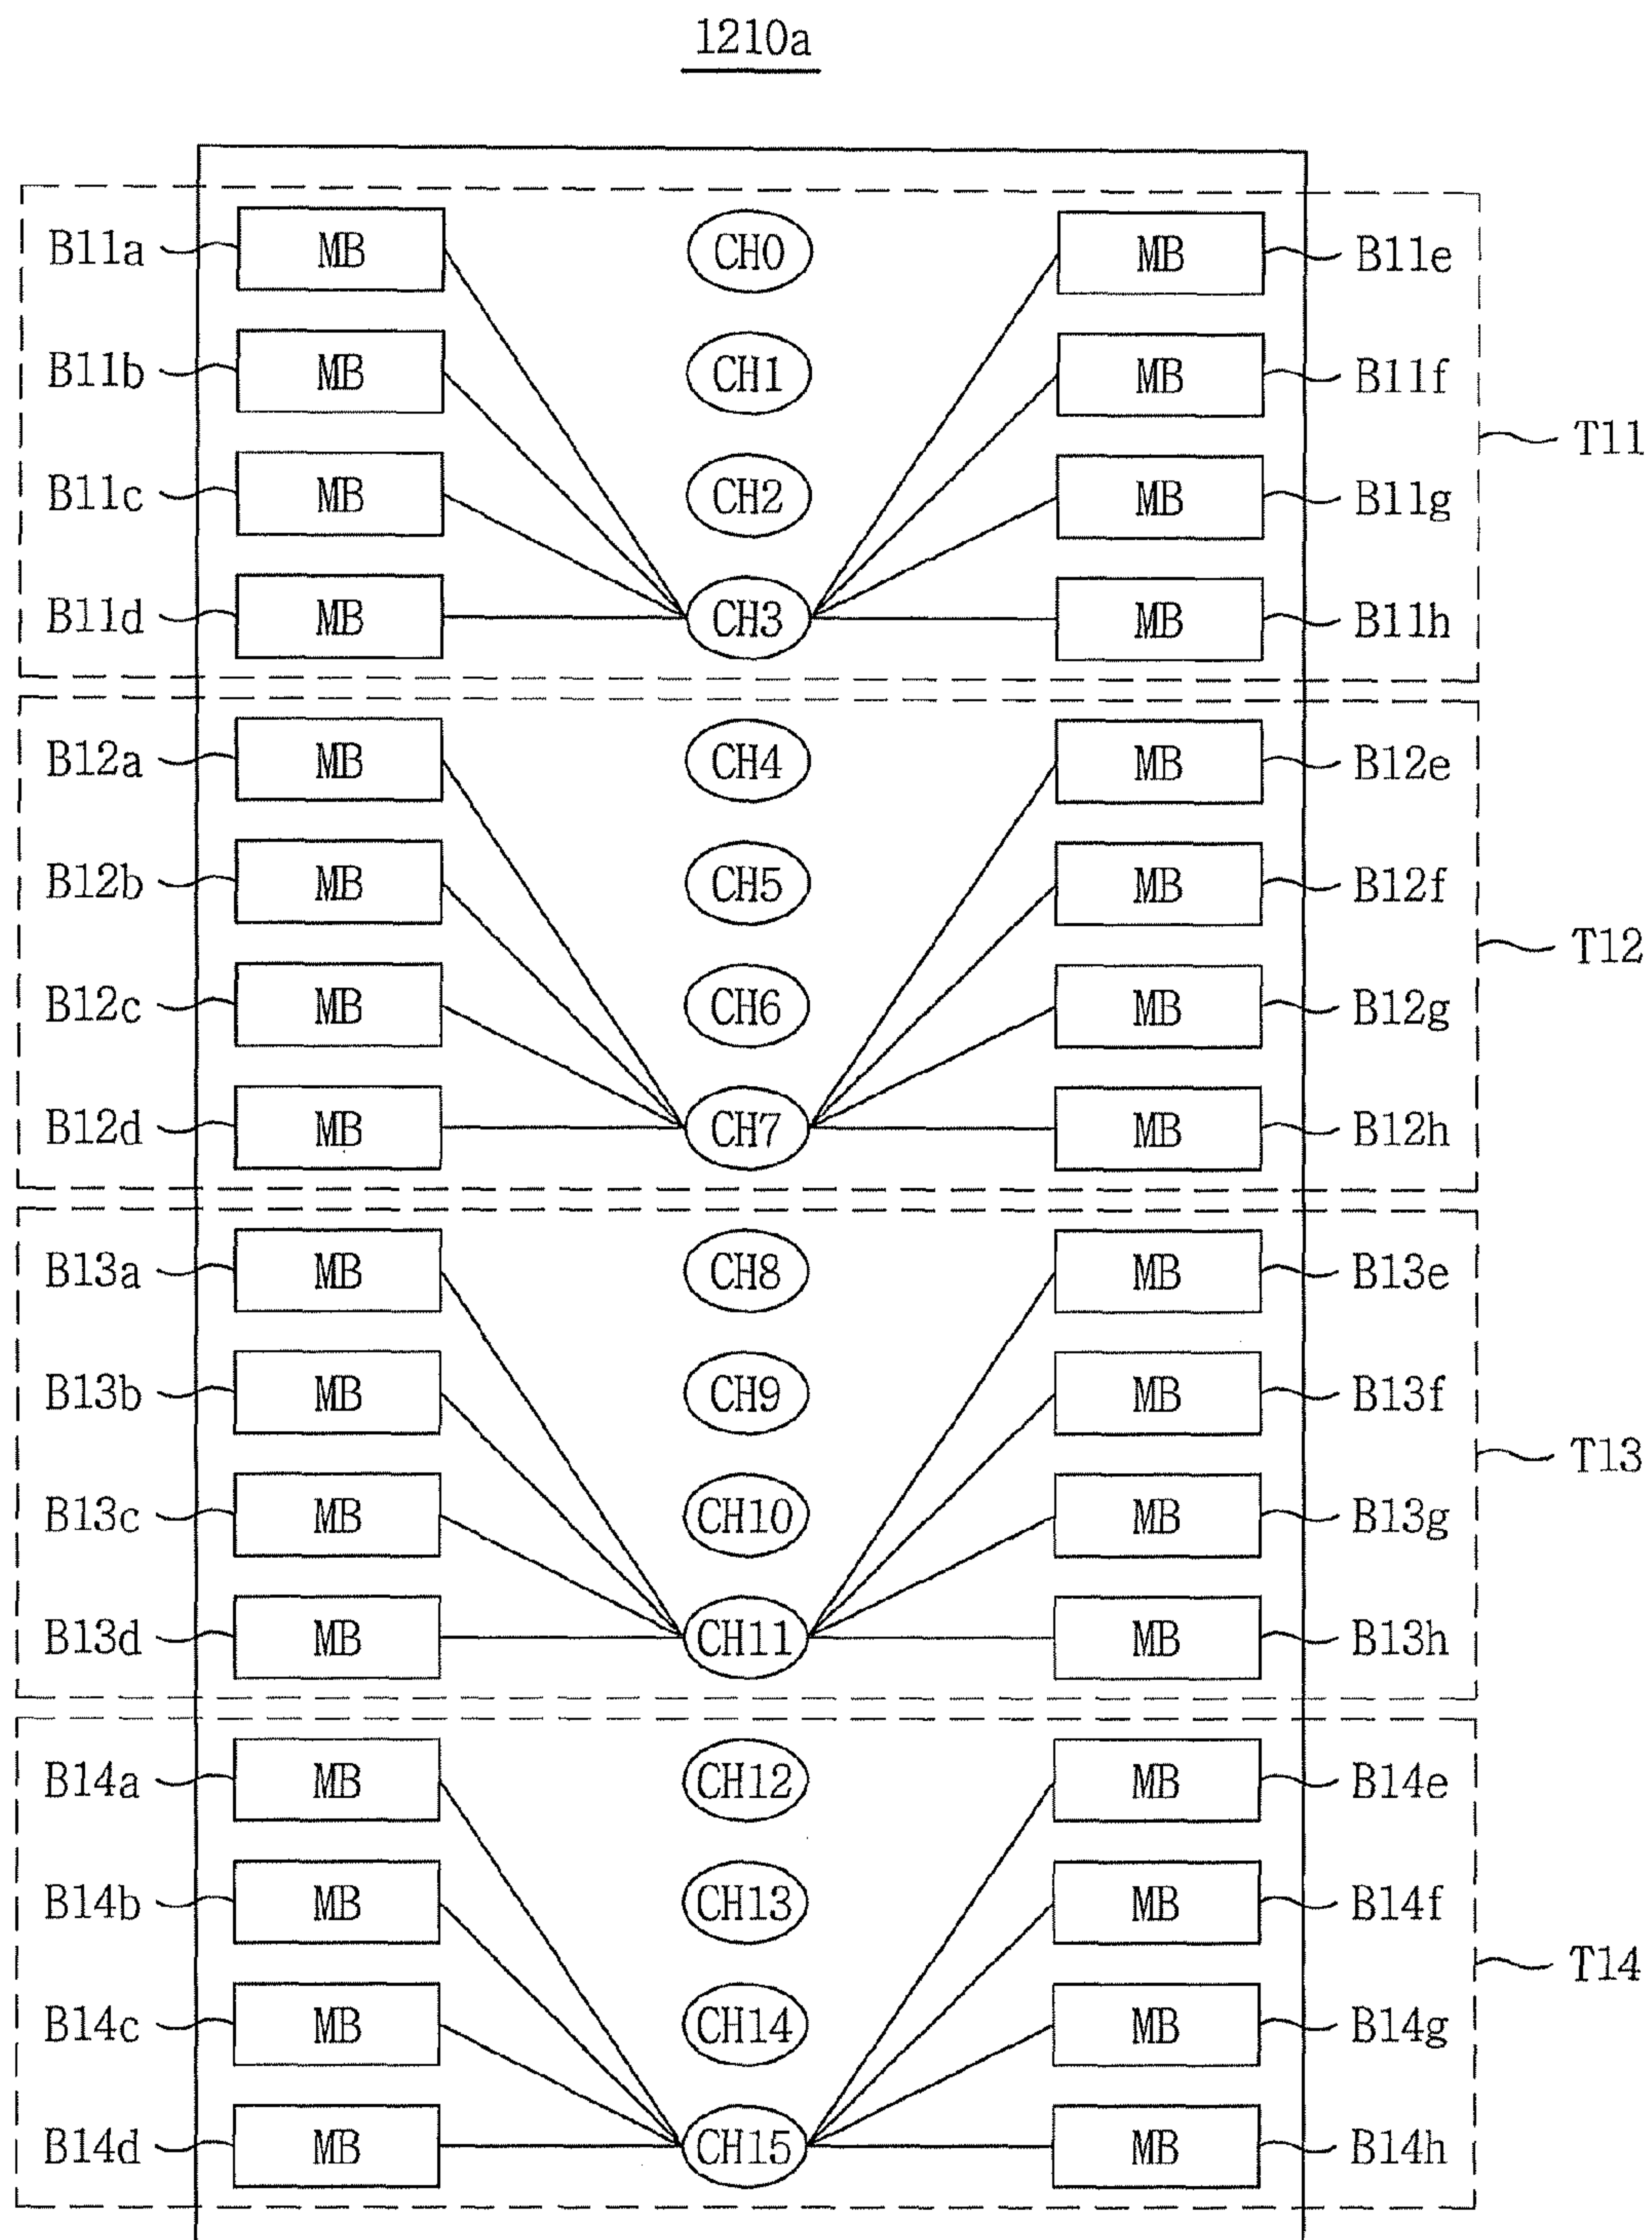 1210a
B11a MB CH0 MB B11e
B11b MB CH1 MB B11f
T11
B11c MB CH2 MB B11g
B11d MB CH3 MB B11h
B12a MB CH4 MB B12e
B12b MB CH5 MB B12f
T12
B12c MB CH6 MB B12g
B12d MB CH7 MB B12h
B13a MB CH8 MB B13e
B13b MB CH9 MB B13f
T13
B13c MB CH10 MB B13g
B13d MB CH11 MB B13h
B14a MB CH12 MB B14e
B14b MB CH13 MB B14f
T14
B14c MB CH14 MB B14g
B14d MB CH15 MB B14h